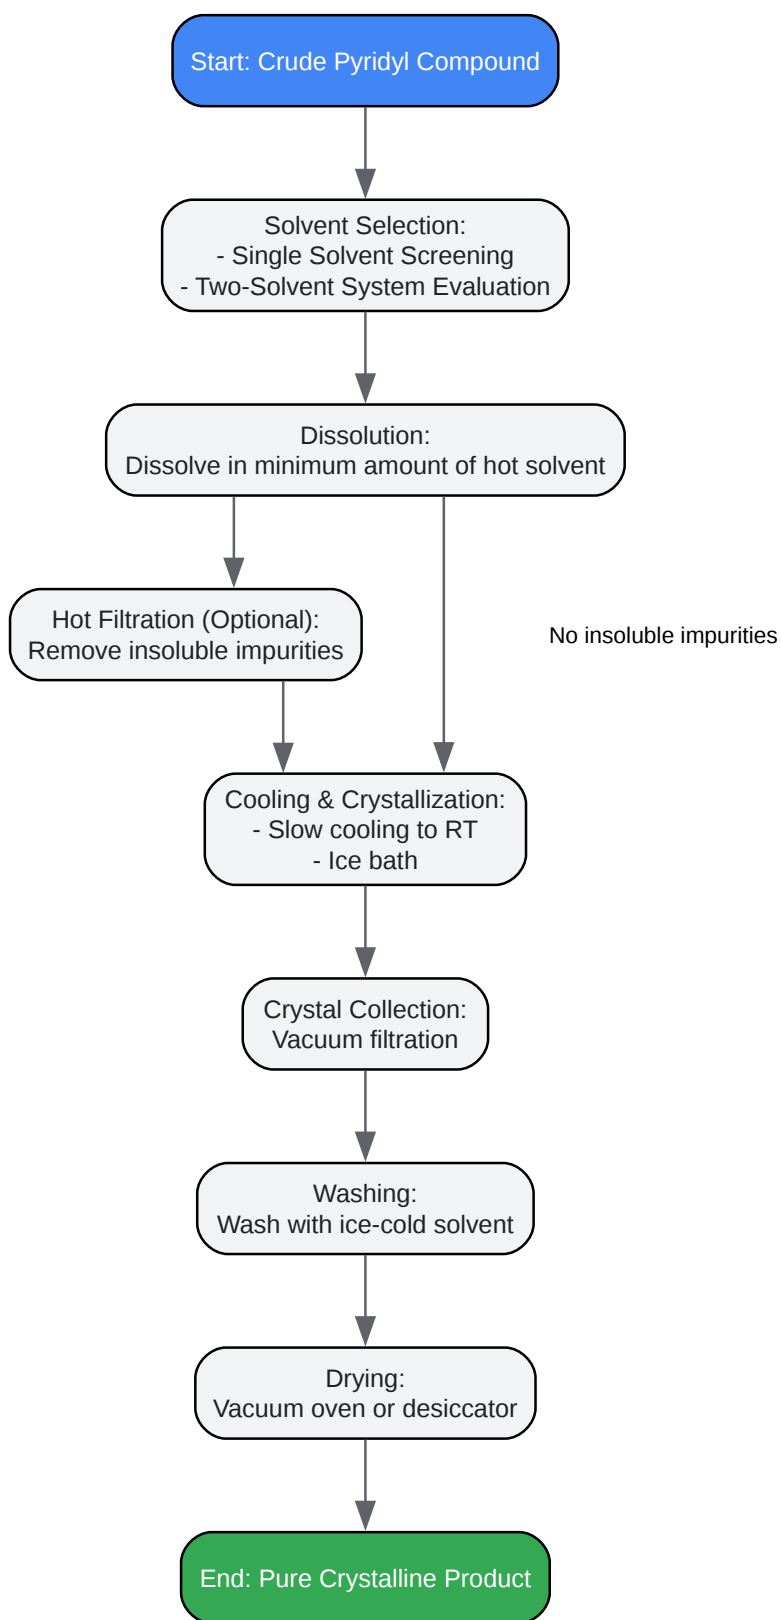 Start: Crude Pyridyl Compound
Solvent Selection:
- Single Solvent Screening
- Two-Solvent System Evaluation
Dissolution:
Dissolve in minimum amount of hot solvent
Hot Filtration (Optional):
Remove insoluble impurities
No insoluble impurities
Cooling & Crystallization:
- Slow cooling to RT
- Ice bath
Crystal Collection:
Vacuum filtration
Washing:
Wash with ice-cold solvent
Drying:
Vacuum oven or desiccator
End: Pure Crystalline Product